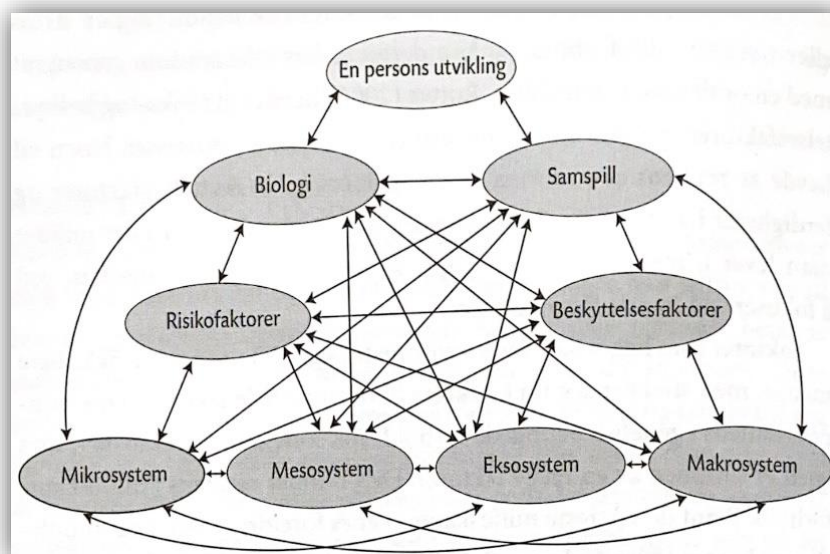 En persons utvikling
Biologi
Samspill
Risikofaktorer
Beskyttelsesfaktorer
Mikrosystem
Mesosystem
Eksosystem
Makrosystem